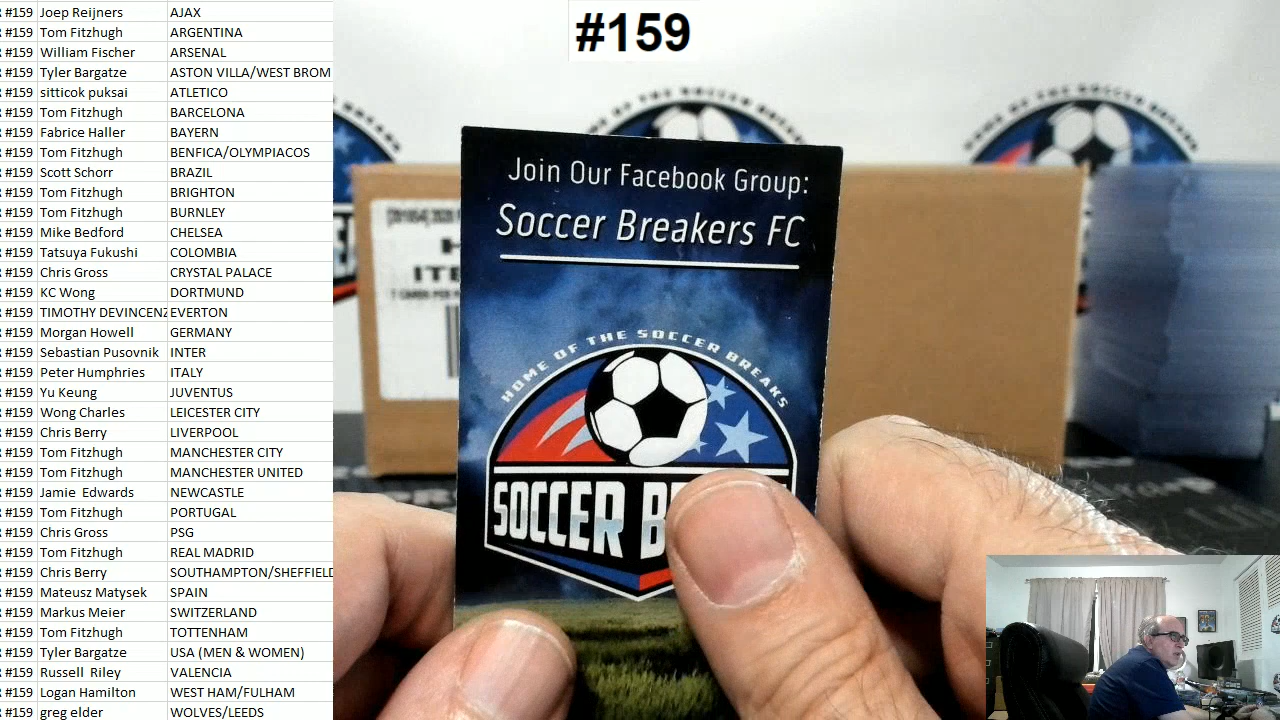 #159 Joep Reijners AJAX
#159 Tom Fitzhugh ARGENTINA
#159 William Fischer ARSENAL
#159 Tyler Bargatze ASTON VILLA/WEST BROM
#159 sitticok puksai ATLETICO
#159 Tom Fitzhugh BARCELONA
#159 Fabrice Haller BAYERN
#159 Tom Fitzhugh BENFICA/OLYMPIACOS
#159 Scott Schorr BRAZIL
#159 Tom Fitzhugh BRIGHTON
#159 Tom Fitzhugh BURNLEY
#159 Mike Bedford CHELSEA
#159 Tatsuya Fukushi COLOMBIA
#159 Chris Gross CRYSTAL PALACE
#159 KC Wong DORTMUND
#159 TIMOTHY DEVINCENZ EVERTON
#159 Morgan Howell GERMANY
#159 Sebastian Pusovnik INTER
#159 Peter Humphries ITALY
#159 Yu Keung JUVENTUS
#159 Wong Charles LEICESTER CITY
#159 Chris Berry LIVERPOOL
#159 Tom Fitzhugh MANCHESTER CITY
#159 Tom Fitzhugh MANCHESTER UNITED
#159 Jamie Edwards NEWCASTLE
#159 Tom Fitzhugh PORTUGAL
#159 Chris Gross PSG
#159 Tom Fitzhugh REAL MADRID
#159 Chris Berry SOUTHAMPTON/SHEFFIELD
#159 Mateusz Matysek SPAIN
#159 Markus Meier SWITZERLAND
#159 Tom Fitzhugh TOTTENHAM
#159 Tyler Bargatze USA (MEN & WOMEN)
#159 Russell Riley VALENCIA
#159 Logan Hamilton WEST HAM/FULHAM
#159 greg elder WOLVES/LEEDS
#159
Join Our Facebook Group:
Soccer Breakers FC
HOME OF THE SOCCER BREAKS
SOCCER